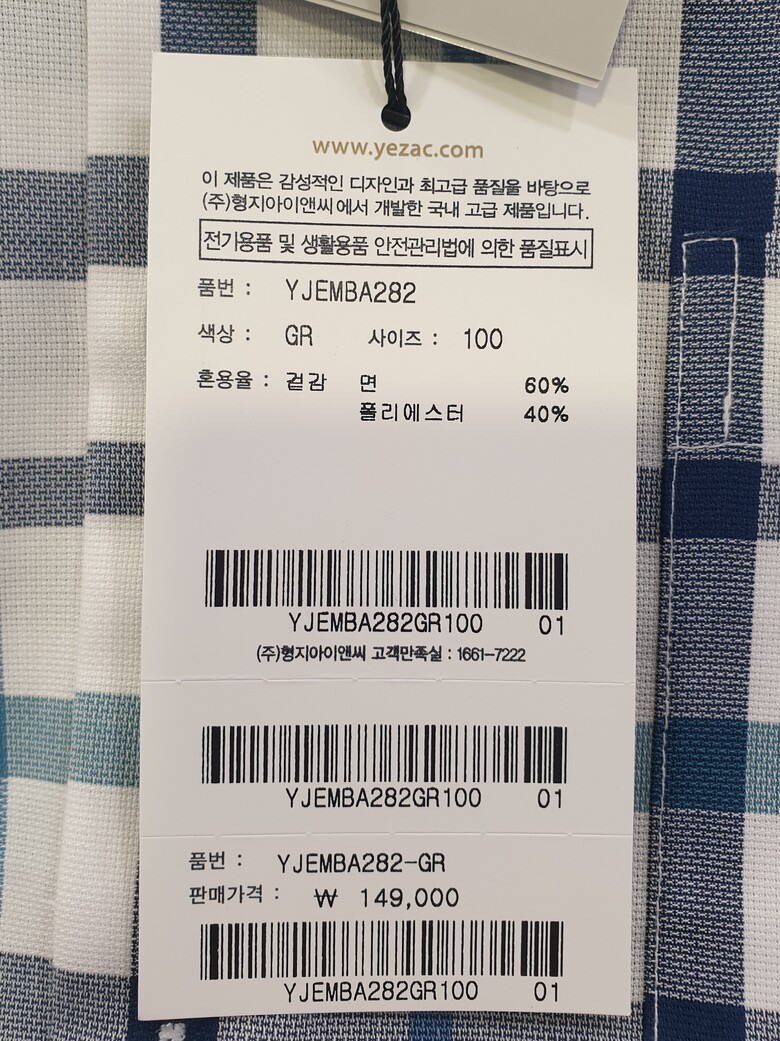 www.yezac.com
이 제품은 감성적인 디자인과 최고급 품질을 바탕으로
(주)형지아이앤씨에서 개발한 국내 고급 제품입니다.
전기용품 및 생활용품 안전관리법에 의한 품질표시
품번 : YJEMBA282
색상 : GR 사이즈 : 100
혼용율 : 겉감 면 60%
폴리에스터 40%
YJEMBA282GR100 01
(주)형지아이앤씨 고객만족실 : 1661-7222
YJEMBA282GR100 01
품번 : YJEMBA282-GR
판매가격 : ₩ 149,000
YJEMBA282GR100 01